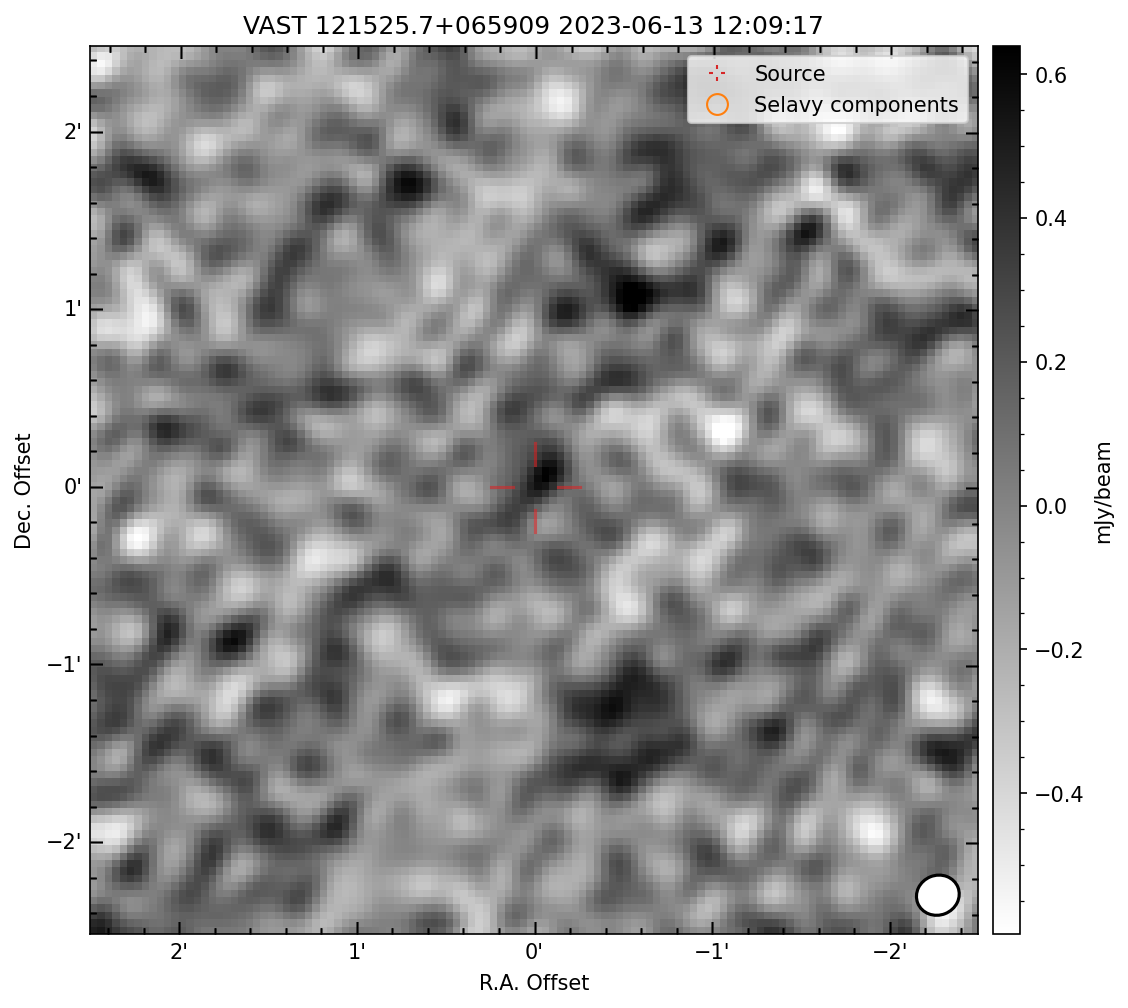 VAST 121525.7+065909 2023-06-13 12:09:17
Source
Selavy components
2'
1'
0'
−1'
−2'
Dec. Offset
2'
1'
0'
−1'
−2'
R.A. Offset
0.6
0.4
0.2
0.0
−0.2
−0.4
mJy/beam